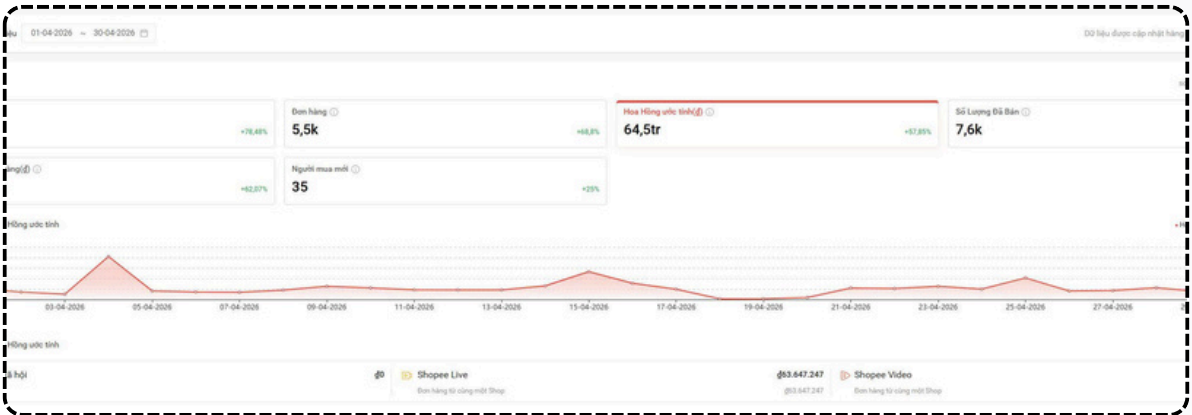 ệu 01-04-2026 ~ 30-04-2026 Dữ liệu được cập nhật hàng
Đơn hàng Hoa Hồng ước tính(₫) Số Lượng Đã Bán
+78,48% 5,5k +68,8% 64,5tr +57,85% 7,6k
àng(₫) Người mua mới
+62,07% 35 +25%
Hồng ước tính
03-04-2026 05-04-2026 07-04-2026 09-04-2026 11-04-2026 13-04-2026 15-04-2026 17-04-2026 19-04-2026 21-04-2026 23-04-2026 25-04-2026 27-04-2026
Hồng ước tính
ã hội ₫0 Shopee Live ₫63.647.247 Shopee Video
Đơn hàng từ cùng một Shop ₫63.647.247 Đơn hàng từ cùng một Shop